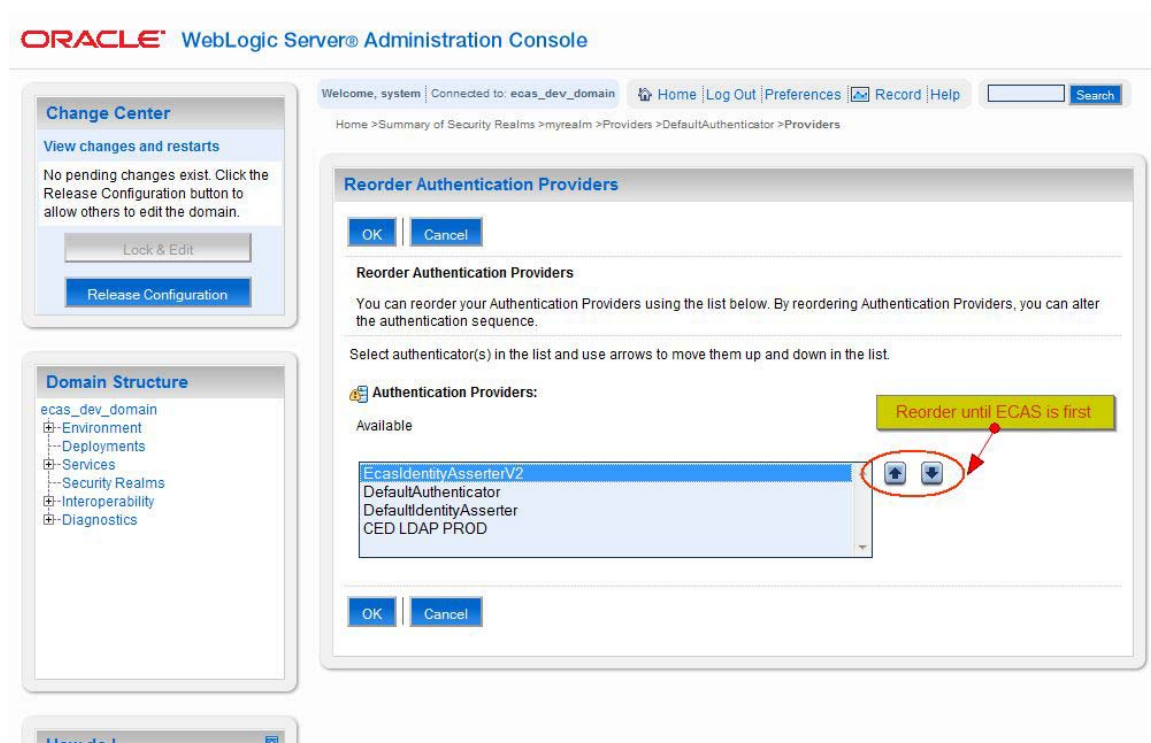 ORACLE WebLogic Server® Administration Console
Change Center
View changes and restarts
No pending changes exist. Click the
Release Configuration button to
allow others to edit the domain.
Lock & Edit
Release Configuration
Domain Structure
ecas_dev_domain
Environment
Deployments
Services
Security Realms
Interoperability
Diagnostics
Welcome, system Connected to: ecas_dev_domain Home Log Out Preferences Record Help Search
Home >Summary of Security Realms >myrealm >Providers >DefaultAuthenticator >Providers
Reorder Authentication Providers
OK Cancel
Reorder Authentication Providers
You can reorder your Authentication Providers using the list below. By reordering Authentication Providers, you can alter
the authentication sequence.
Select authenticator(s) in the list and use arrows to move them up and down in the list.
Authentication Providers:
Reorder until ECAS is first
Available
EcasIdentityAsserterV2
DefaultAuthenticator
DefaultIdentityAsserter
CED LDAP PROD
OK Cancel